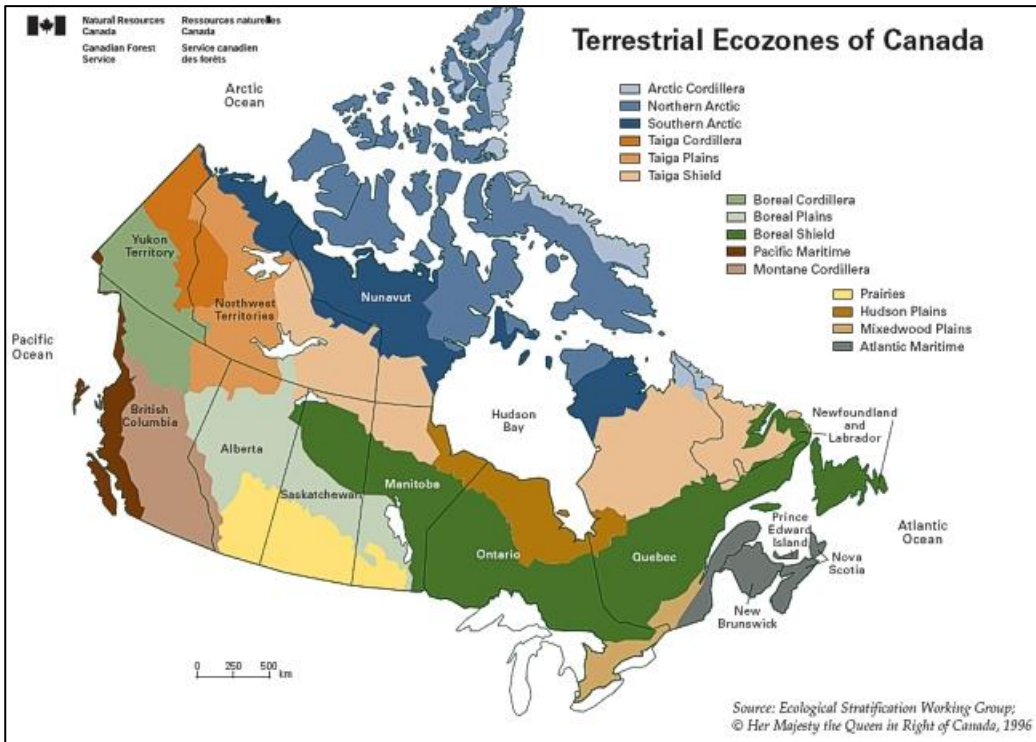 Natural Resources
Canada
Canadian Forest
Service
Ressources naturelles
Canada
Service canadien
des forêts
Terrestrial Ecozones of Canada
Arctic
Ocean
Arctic Cordillera
Northern Arctic
Southern Arctic
Taiga Cordillera
Taiga Plains
Taiga Shield
Boreal Cordillera
Boreal Plains
Boreal Shield
Pacific Maritime
Montane Cordillera
Prairies
Hudson Plains
Mixedwood Plains
Atlantic Maritime
Yukon
Territory
Northwest
Territories
Nunavut
Pacific
Ocean
British
Columbia
Alberta
Saskatchewan
Manitoba
Hudson
Bay
Ontario
Quebec
Newfoundland
and
Labrador
Prince
Edward
Island
Atlantic
Ocean
Nova
Scotia
New
Brunswick
0 250 500
km
Source: Ecological Stratification Working Group;
© Her Majesty the Queen in Right of Canada, 1996